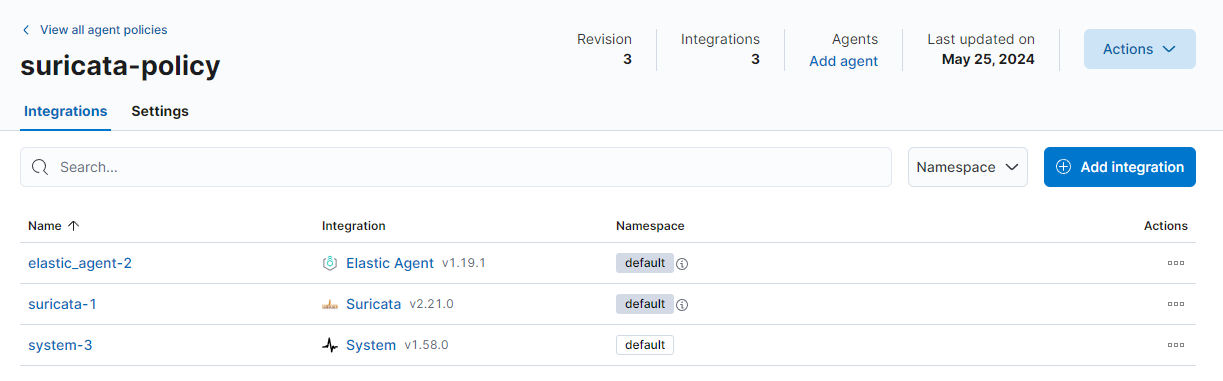 View all agent policies
suricata-policy
Revision
3
Integrations
3
Agents
Add agent
Last updated on
May 25, 2024
Actions
Integrations Settings
Search...
Namespace
Add integration
Name Integration Namespace Actions
elastic_agent-2 Elastic Agent v1.19.1 default
suricata-1 Suricata v2.21.0 default
system-3 System v1.58.0 default